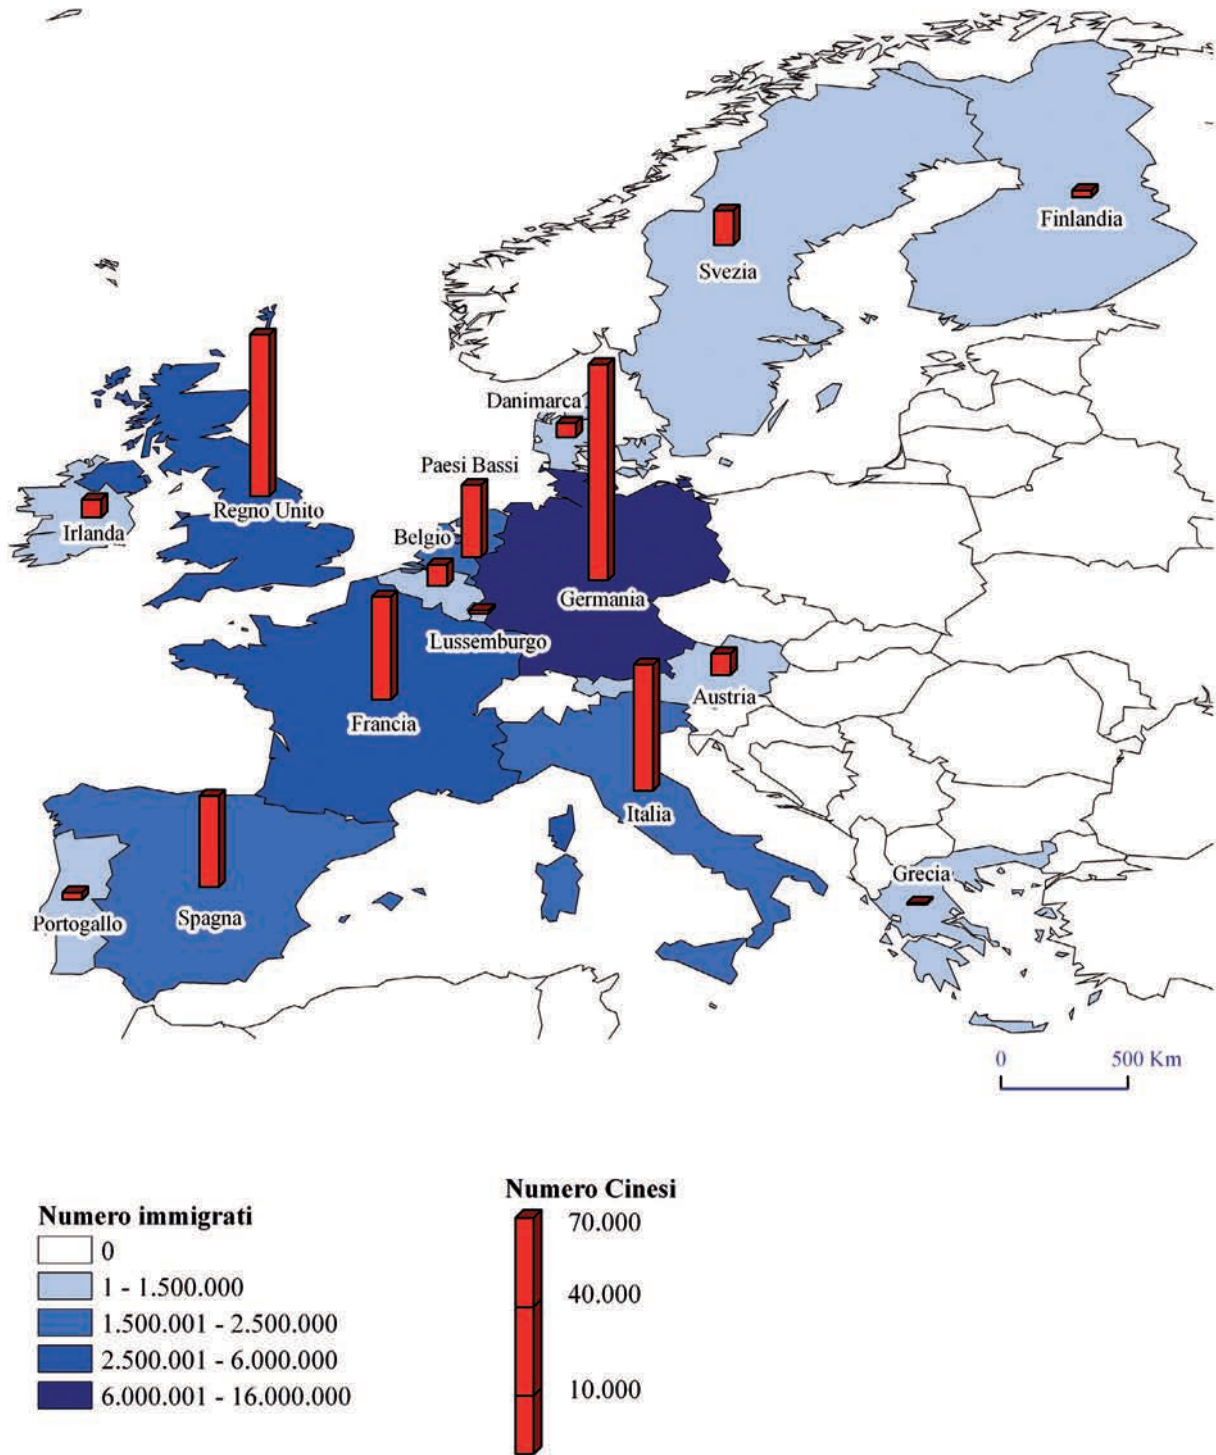 Finlandia
Svezia
Danimarca
Paesi Bassi
Regno Unito
Irlanda
Belgio
Germania
Lussemburgo
Austria
Francia
Italia
Grecia
Spagna
Portogallo
0 500 Km
Numero immigrati
0
1 - 1.500.000
1.500.001 - 2.500.000
2.500.001 - 6.000.000
6.000.001 - 16.000.000
Numero Cinesi
70.000
40.000
10.000